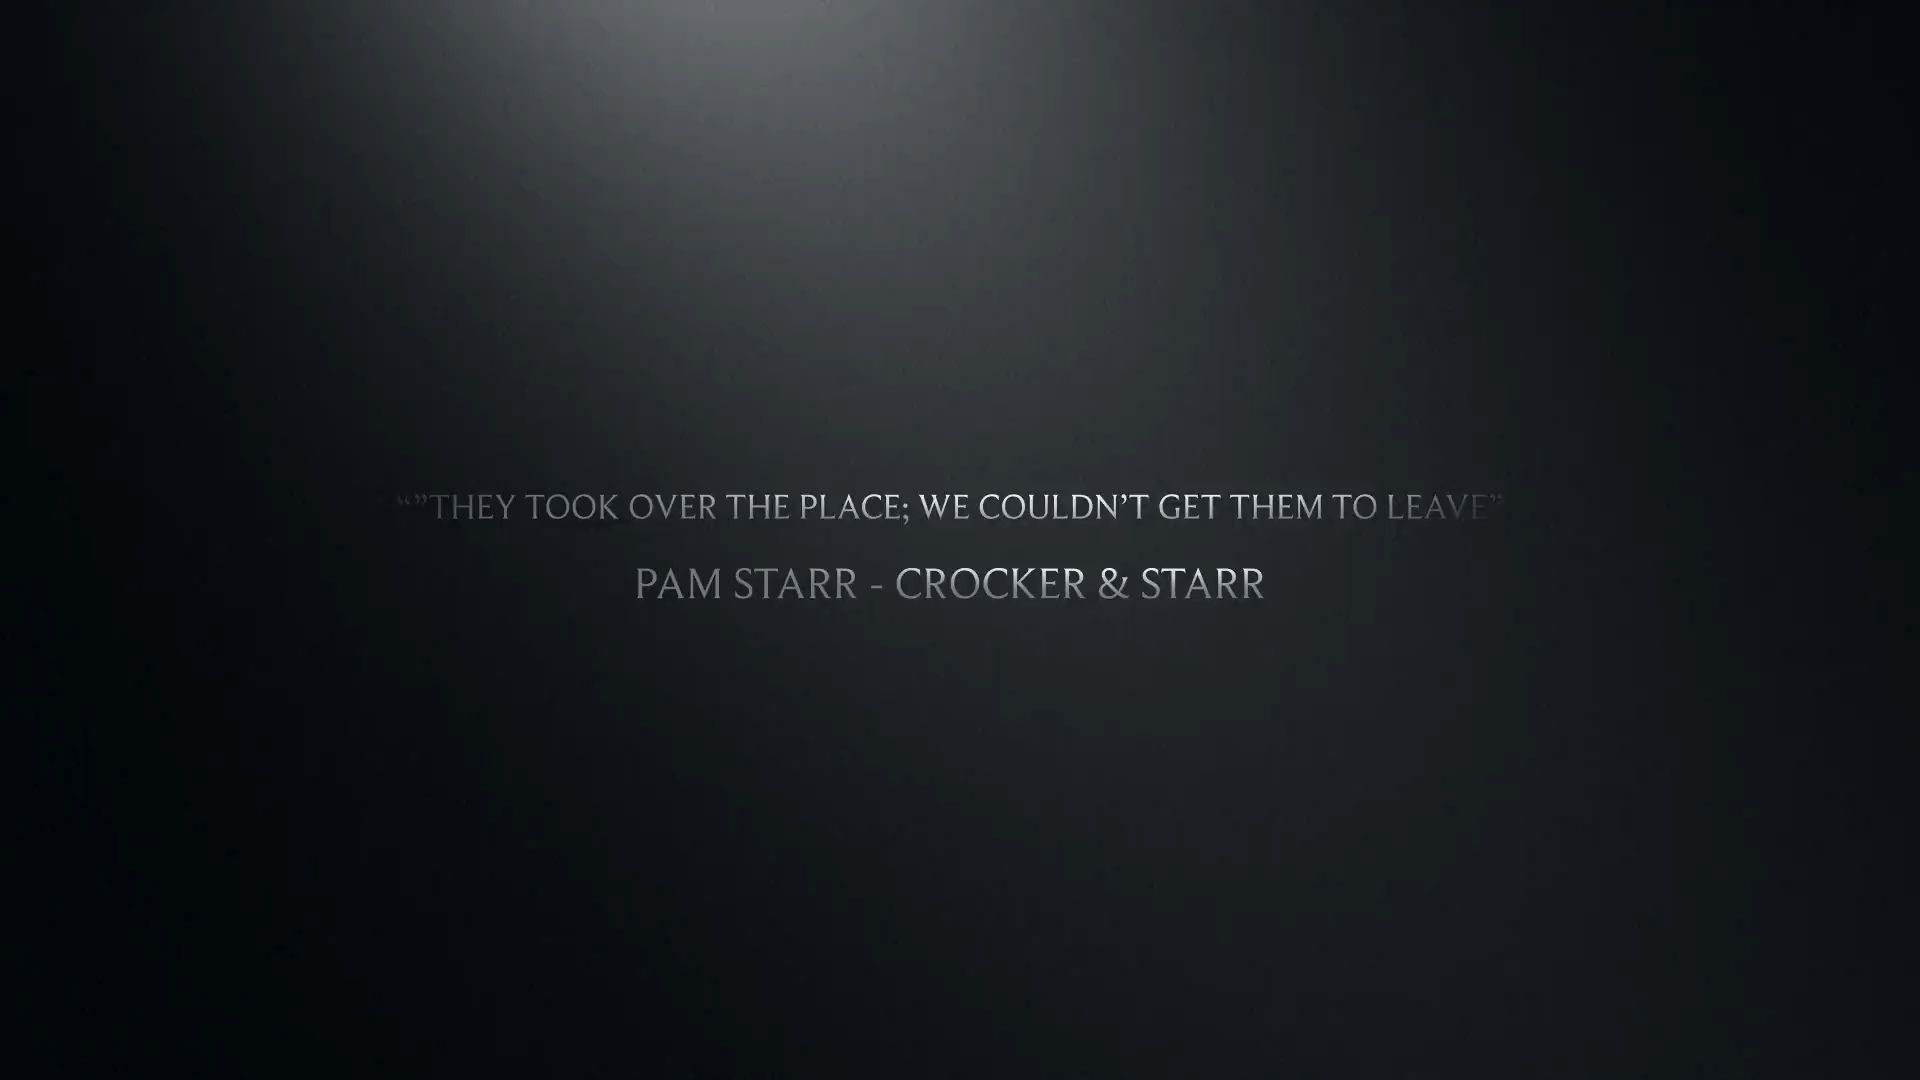 “”THEY TOOK OVER THE PLACE; WE COULDN’T GET THEM TO LEAVE”
PAM STARR - CROCKER & STARR